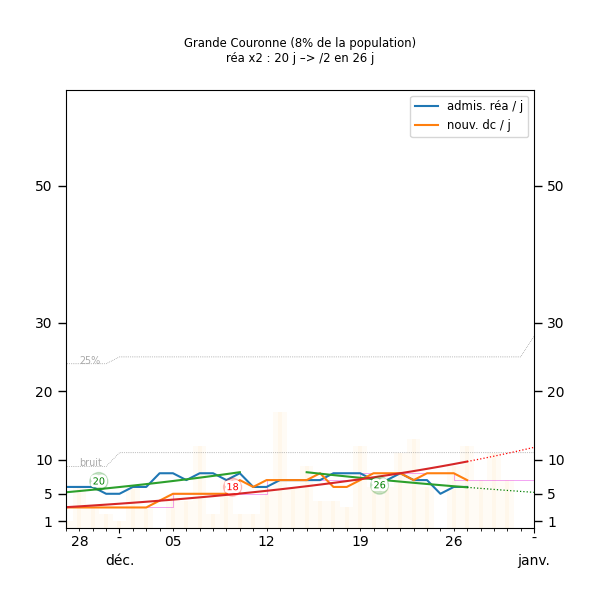 Grande Couronne (8% de la population)
réa x2 : 20 j –> /2 en 26 j
admis. réa / j
nouv. dc / j
50 50
30 30
25%
20 20
10 10
bruit
20 18 26
5 5
1 1
28 - 05 12 19 26 -
déc. janv.